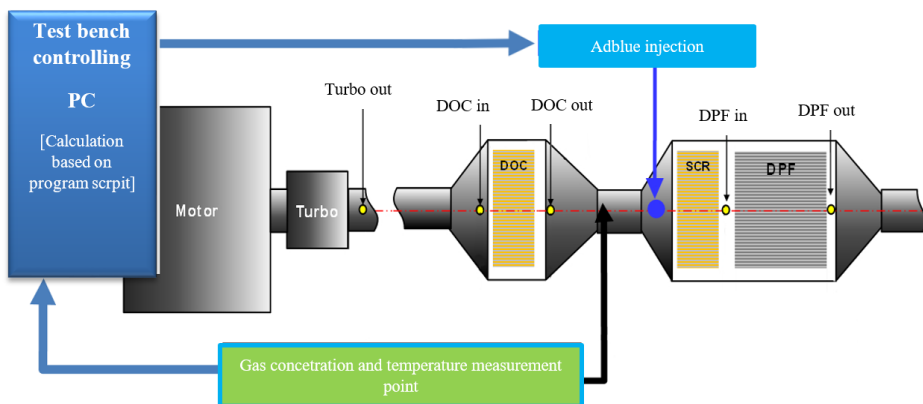 Test bench
controlling
PC
[Calculation
based on
program scrpit]
Adblue injection
Turbo out
DOC in
DOC out
DPF in
DPF out
DOC
SCR
DPF
Motor
Turbo
Gas concetration and temperature measurement
point